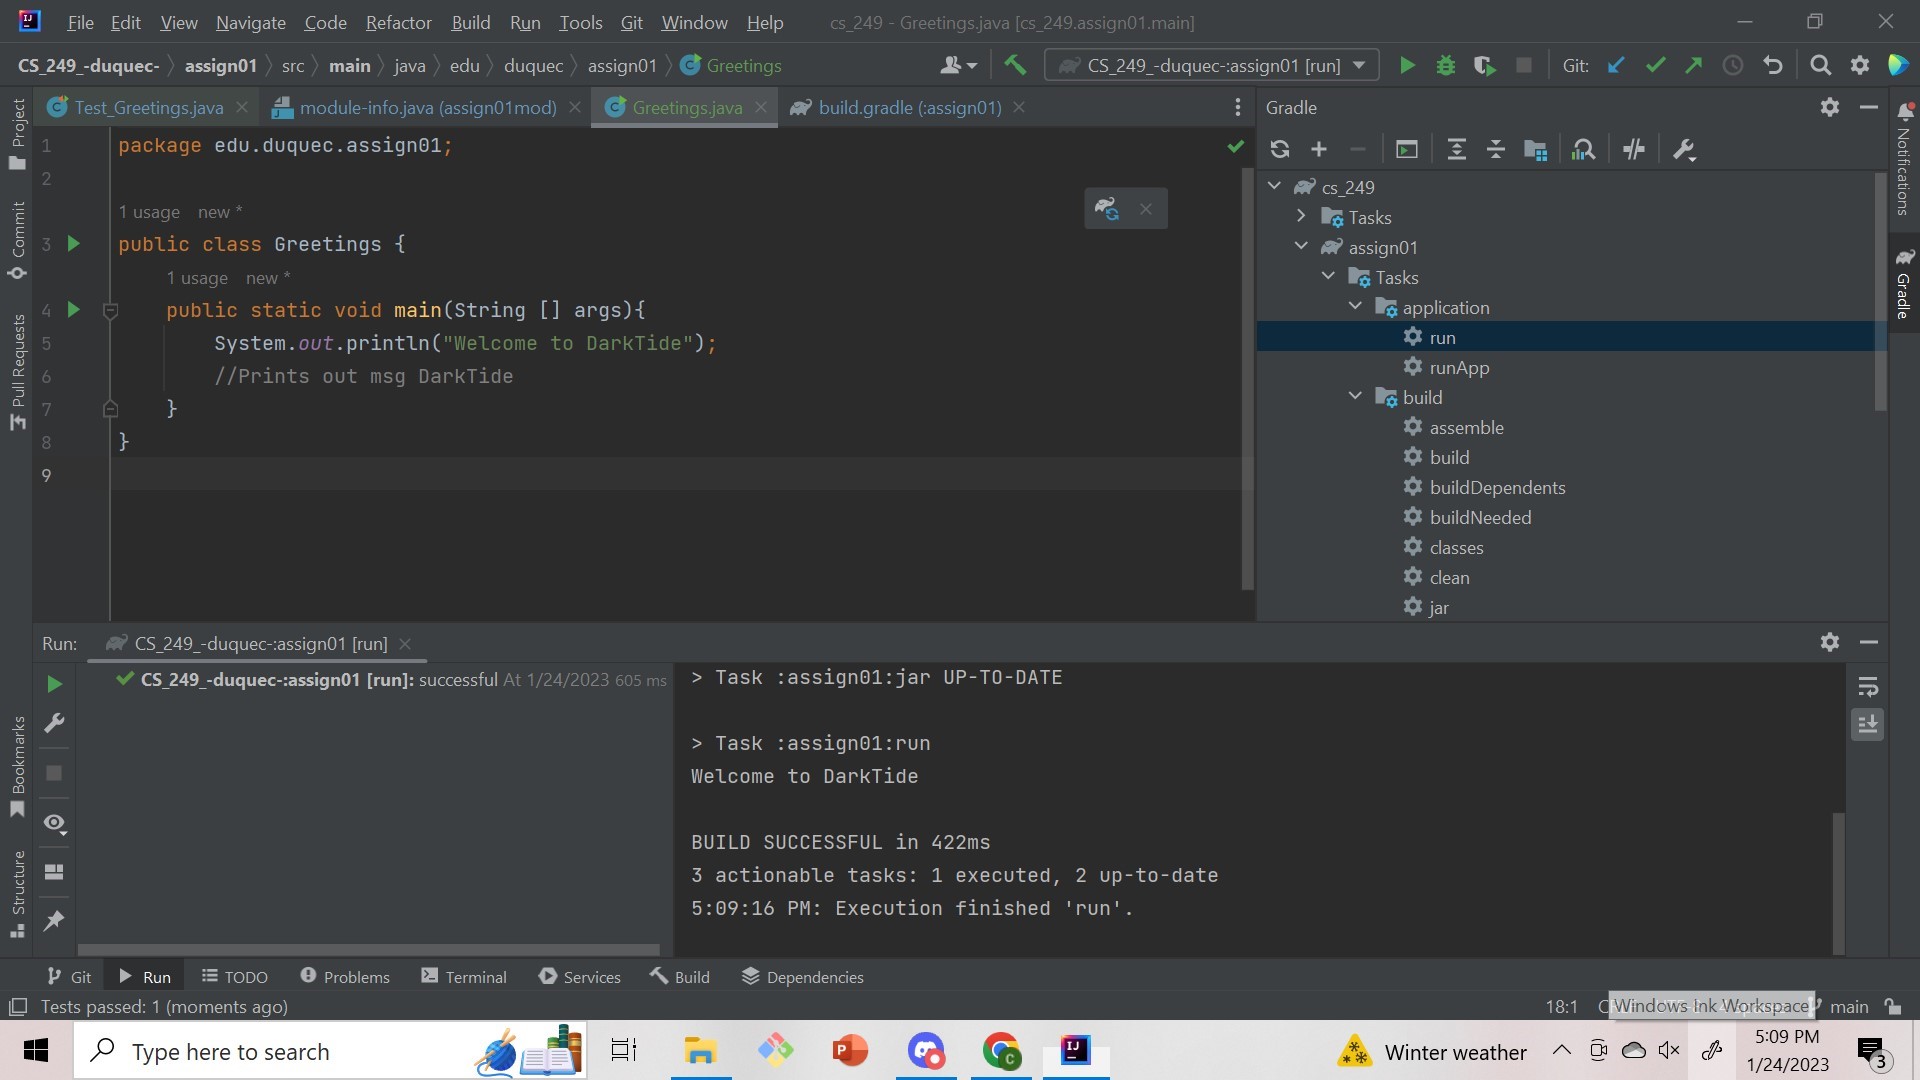 File Edit View Navigate Code Refactor Build Run Tools Git Window Help cs_249 - Greetings.java [cs_249.assign01.main]
CS_249_-duquec- assign01 src main java edu duquec assign01 Greetings CS_249_-duquec-:assign01 [run] Git:
Test_Greetings.java module-info.java (assign01mod) Greetings.java build.gradle (:assign01)
Gradle
Project
Commit
Pull Requests
Bookmarks
Structure
1 package edu.duquec.assign01;
2
1 usage new *
3 public class Greetings {
1 usage new *
4 public static void main(String [] args){
5 System.out.println("Welcome to DarkTide");
6 //Prints out msg DarkTide
7 }
8 }
9
cs_249
Tasks
assign01
Tasks
application
run
runApp
build
assemble
build
buildDependents
buildNeeded
classes
clean
jar
Notifications
Gradle
Run: CS_249_-duquec-:assign01 [run]
CS_249_-duquec-:assign01 [run]: successful At 1/24/2023 605 ms
> Task :assign01:jar UP-TO-DATE
> Task :assign01:run
Welcome to DarkTide
BUILD SUCCESSFUL in 422ms
3 actionable tasks: 1 executed, 2 up-to-date
5:09:16 PM: Execution finished 'run'.
Git Run TODO Problems Terminal Services Build Dependencies
Tests passed: 1 (moments ago) 18:1 Windows Ink Workspace main
Type here to search Winter weather 5:09 PM
1/24/2023 3